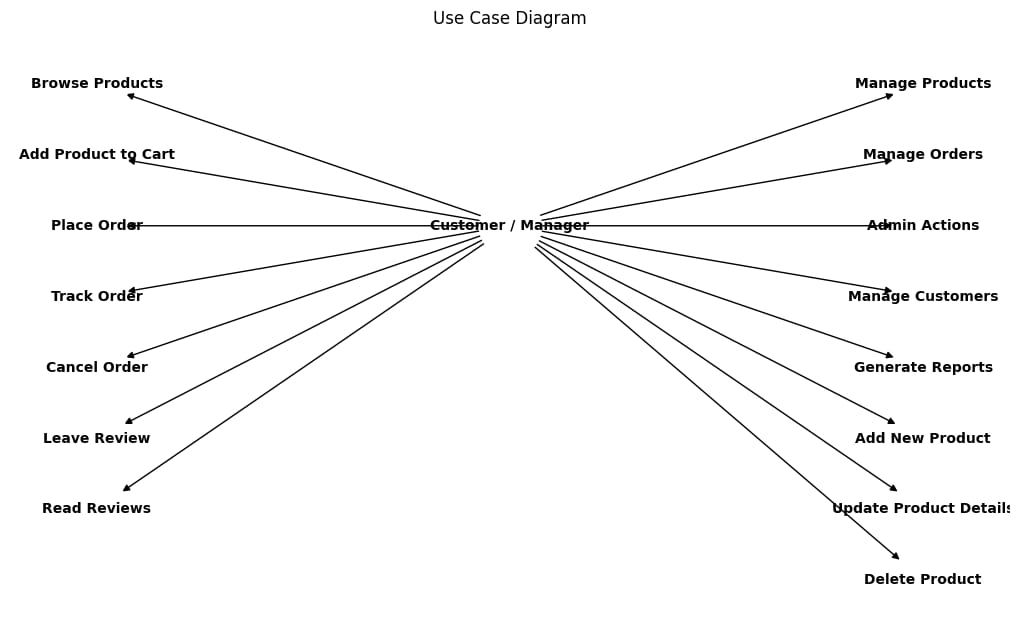 Use Case Diagram
Browse Products
Manage Products
Add Product to Cart
Manage Orders
Place Order
Customer / Manager
Admin Actions
Track Order
Manage Customers
Cancel Order
Generate Reports
Leave Review
Add New Product
Read Reviews
Update Product Details
Delete Product